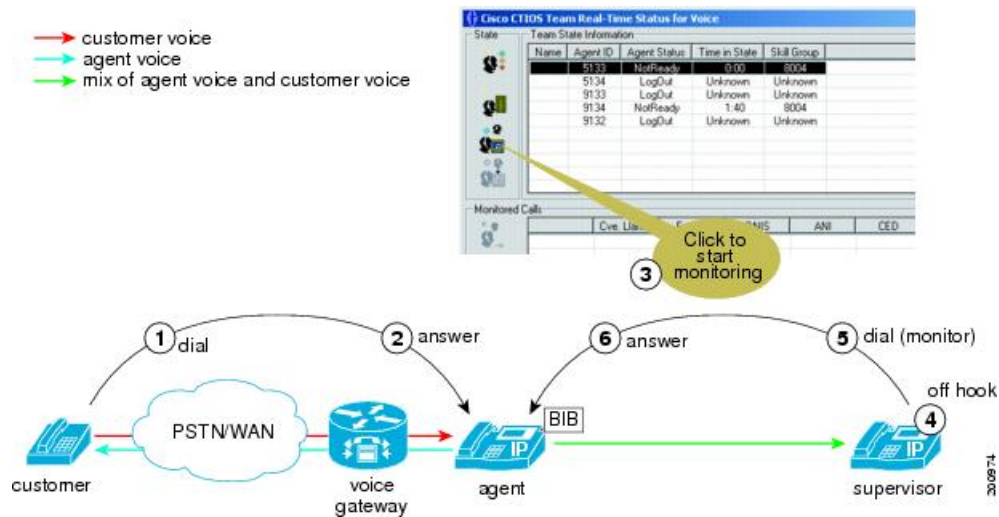 customer voice
agent voice
mix of agent voice and customer voice
Cisco CTIOS Team Real-Time Status for Voice
State
Team State Information
Name Agent ID Agent Status Time in State Skill Group
5133 NotReady 0:00 8004
5134 LogOut Unknown Unknown
9133 LogOut Unknown Unknown
9134 NotReady 1:40 8004
9132 LogOut Unknown Unknown
Monitored Calls
Cve. ANI CED
Click to
start
monitoring
3
1 dial
2 answer
6 answer
5 dial (monitor)
off hook
4
PSTN/WAN
BIB
IP
IP
customer
voice
gateway
agent
supervisor
200974